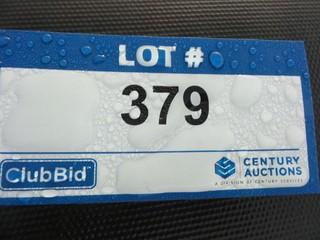 LOT #
379
ClubBid
CENTURY
AUCTIONS
A DIVISION OF CENTURY SERVICES